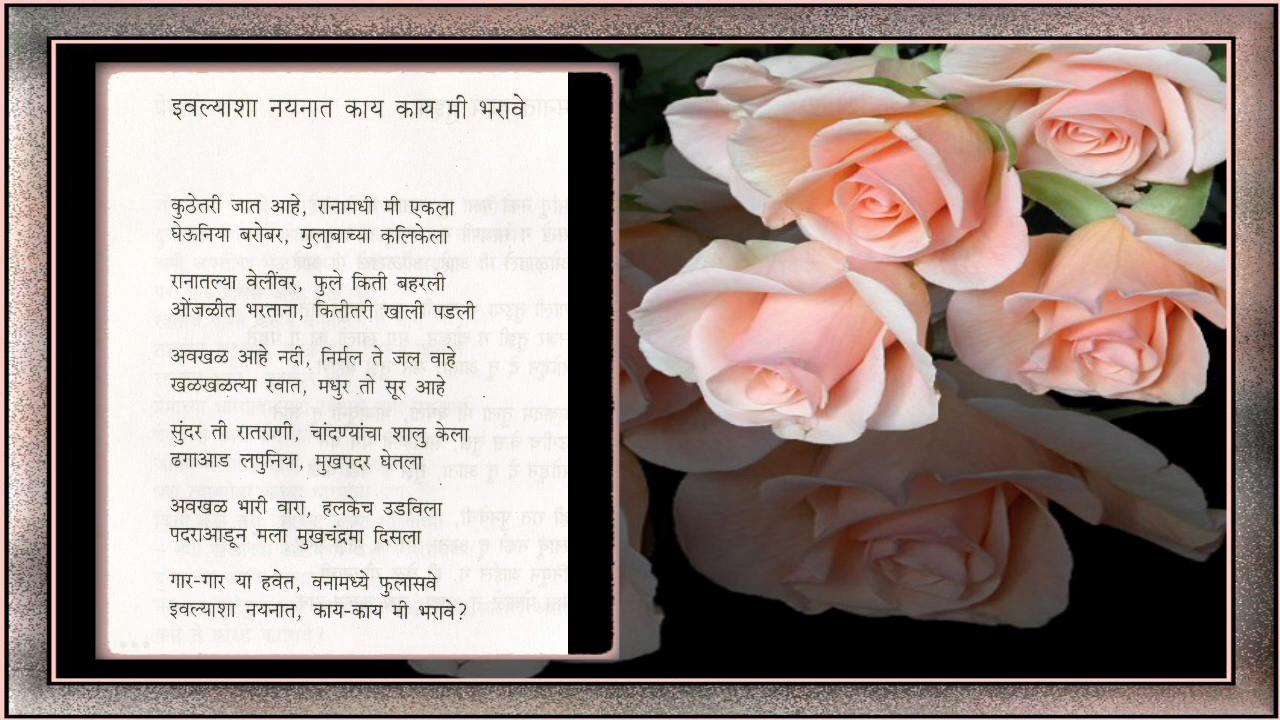 इवल्याशा नयनात काय काय मी भरावे
कुठेतरी जात आहे, रानामधी मी एकला
घेऊनिया बरोबर, गुलाबाच्या कलिकेला
रानातल्या वेलींवर, फुले किती बहरली
ओंजळीत भरताना, कितीतरी खाली पडली
अवखळ आहे नदी, निर्मल ते जल वाहे
खळखळत्या रवात, मधुर तो सूर आहे
सुंदर ती रातराणी, चांदण्यांचा शालु केला
ढगाआड लपुनिया, मुखपदर घेतला
अवखळ भारी वारा, हलकेच उडविला
पदराआडून मला मुखचंद्रमा दिसला
गार-गार या हवेत, वनामध्ये फुलासवे
इवल्याशा नयनात, काय-काय मी भरावे?